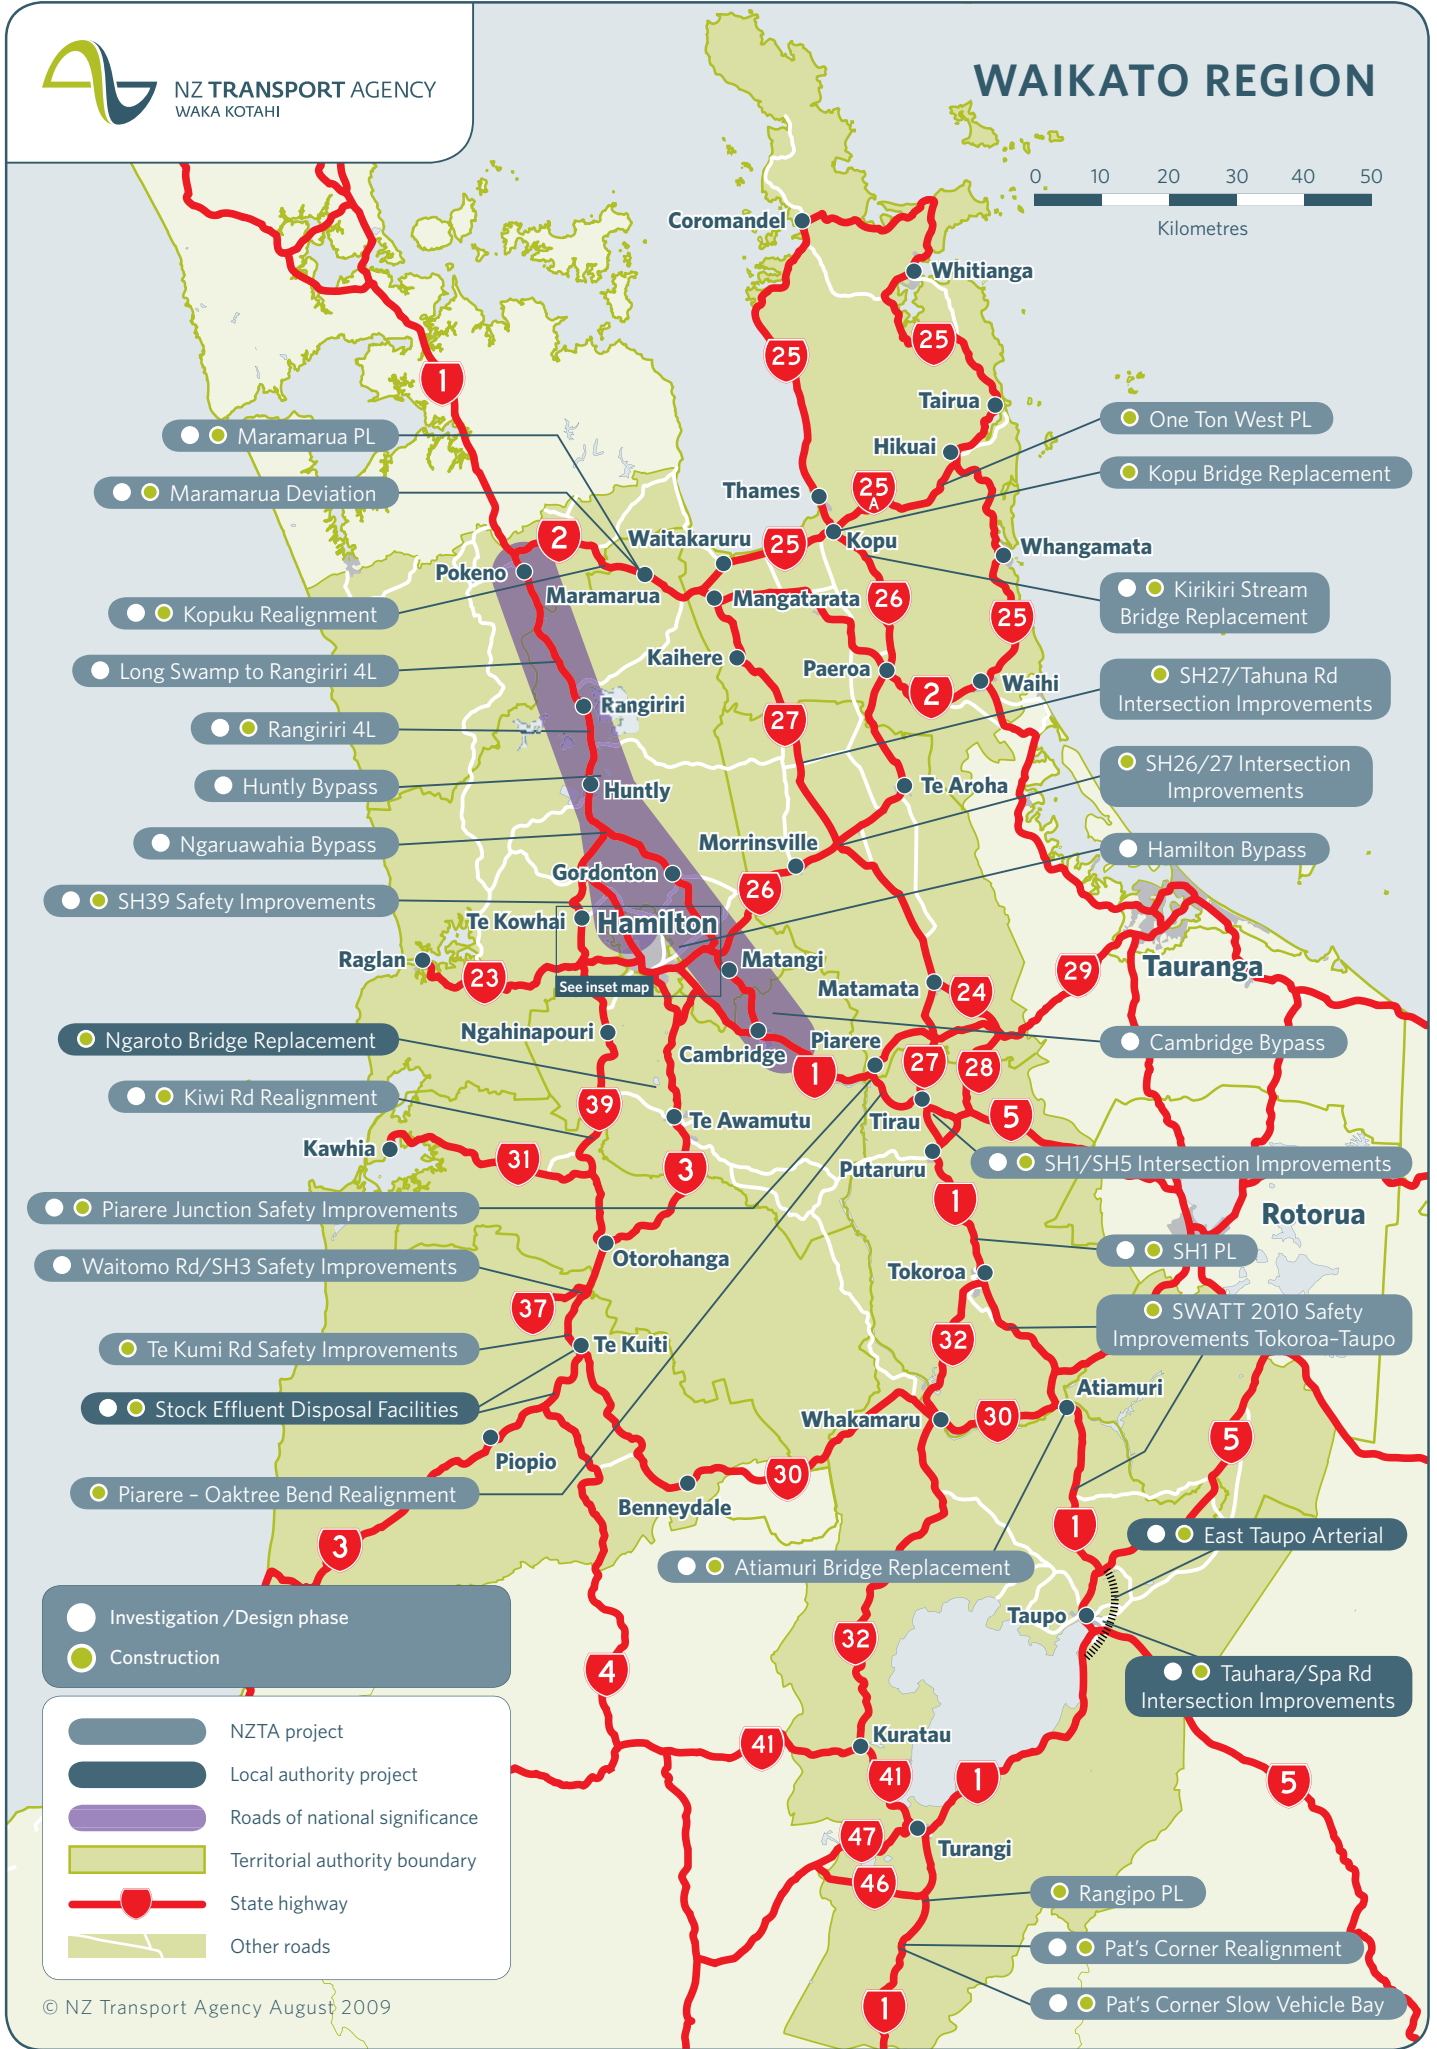 NZ TRANSPORT AGENCY
WAKA KOTAHI
WAIKATO REGION
0 10 20 30 40 50
Kilometres
Coromandel
Whitianga
25
25
1
Tairua
One Ton West PL
Maramarua PL
Hikuai
Kopu Bridge Replacement
Maramarua Deviation
Thames
25
A
2
Waitakaruru
25
Kopu
Whangamata
Pokeno
Maramarua
Mangatarata
26
Kirikiri Stream
Bridge Replacement
Kopuku Realignment
25
Long Swamp to Rangiriri 4L
Kaihere
Paeroa
Waihi
SH27/Tahuna Rd
Intersection Improvements
Rangiriri
2
27
Rangiriri 4L
SH26/27 Intersection
Improvements
Huntly Bypass
Huntly
Te Aroha
Ngaruawahia Bypass
Morrinsville
Hamilton Bypass
Gordonton
26
SH39 Safety Improvements
Te Kowhai
Hamilton
Raglan
23
See inset map
Matangi
Matamata
24
29
Tauranga
Ngaroto Bridge Replacement
Ngahinapouri
Cambridge
Piarere
Cambridge Bypass
1
27
28
Kiwi Rd Realignment
39
Te Awamutu
Tirau
5
Kawhia
31
3
Putaruru
SH1/SH5 Intersection Improvements
Piarere Junction Safety Improvements
1
Rotorua
Waitomo Rd/SH3 Safety Improvements
Otorohanga
SH1 PL
Tokoroa
37
32
SWATT 2010 Safety
Improvements Tokoroa–Taupo
Te Kumi Rd Safety Improvements
Te Kuiti
Atiamuri
Stock Effluent Disposal Facilities
Whakamaru
30
5
Piopio
30
Piarere – Oaktree Bend Realignment
Benneydale
3
1
East Taupo Arterial
Atiamuri Bridge Replacement
Taupo
Investigation /Design phase
Construction
32
4
Tauhara/Spa Rd
Intersection Improvements
NZTA project
Kuratau
41
Local authority project
41
1
5
Roads of national significance
47
Turangi
Territorial authority boundary
46
State highway
Rangipo PL
Other roads
Pat's Corner Realignment
© NZ Transport Agency August 2009
1
Pat's Corner Slow Vehicle Bay